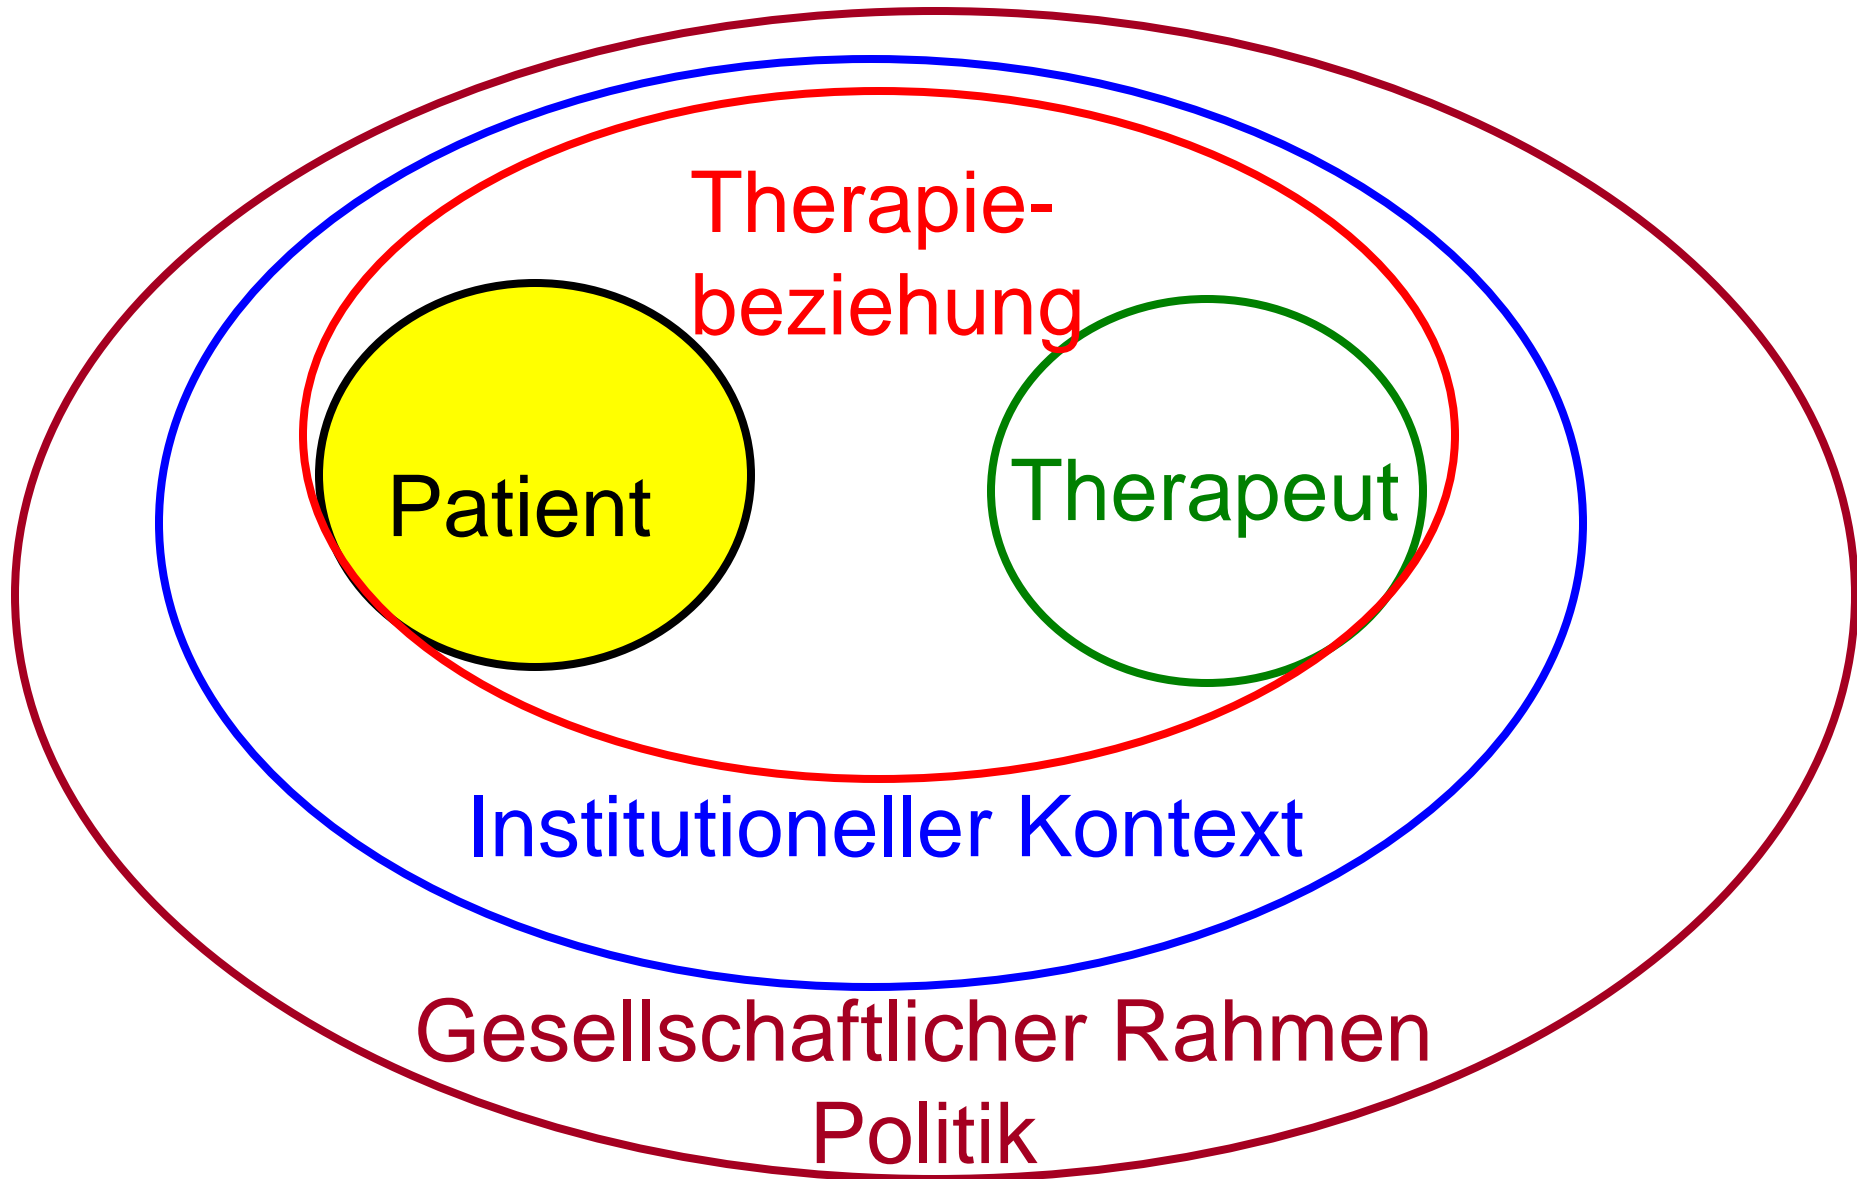 Therapie-
beziehung
Patient
Therapeut
Institutioneller Kontext
Gesellschaftlicher Rahmen
Politik